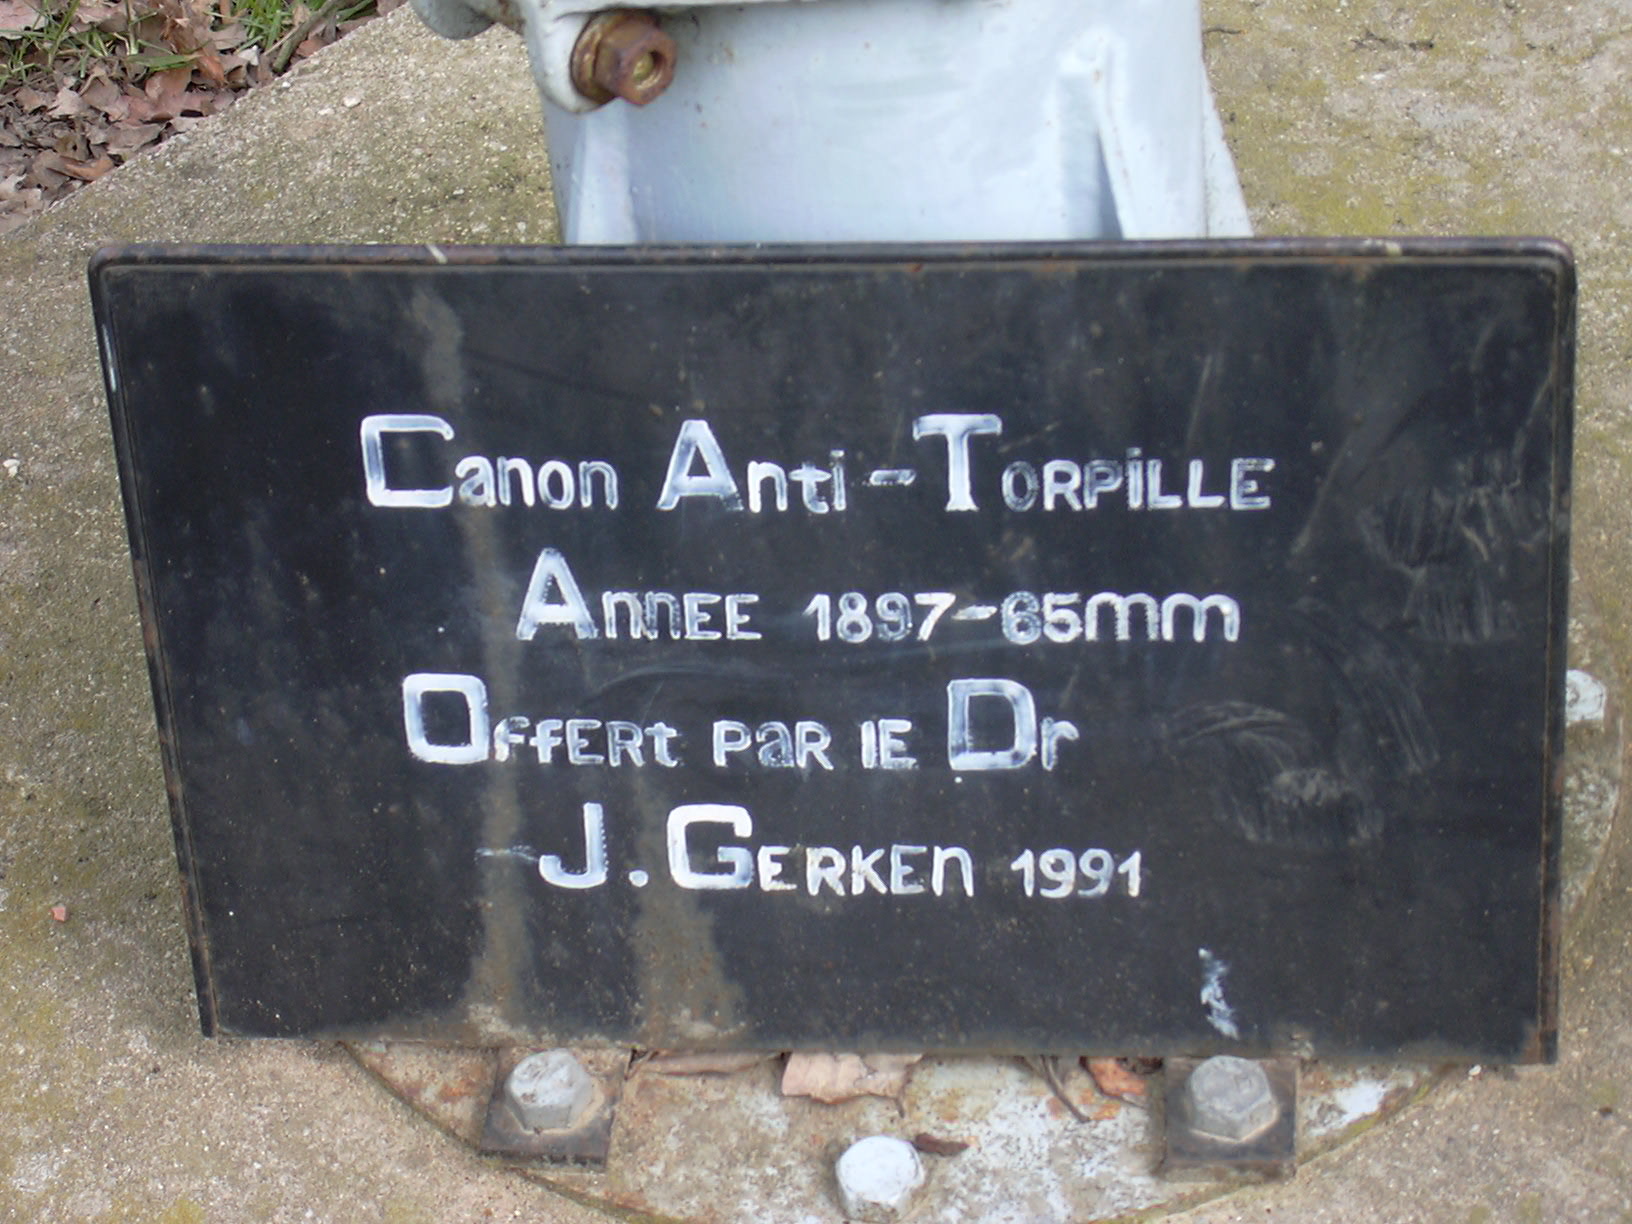 Canon Anti-Torpille
Annee 1897-65mm
Offert par le Dr
J. Gerken 1991